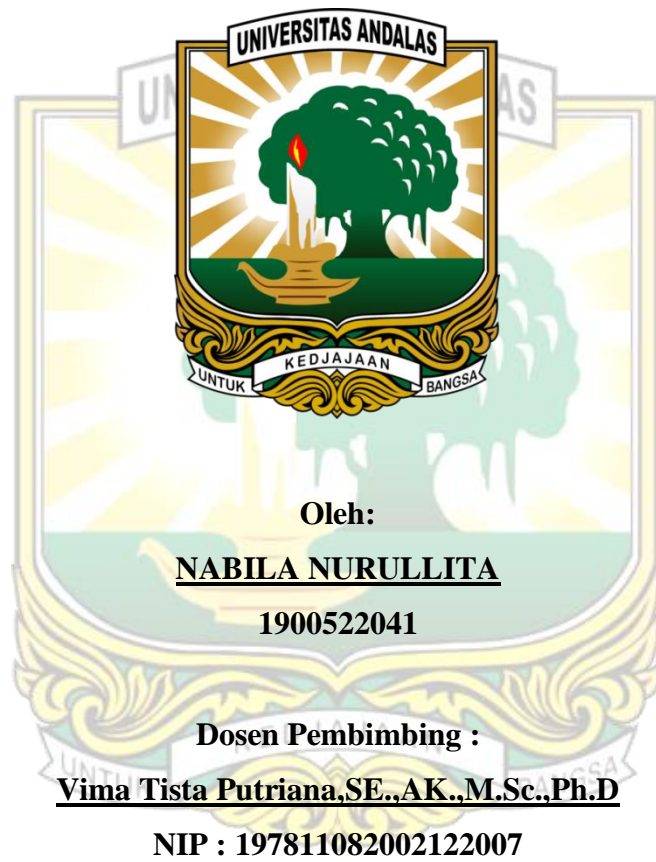 UNIVERSITAS ANDALAS
UNTUK KEDJAJAAN BANGSA
Oleh:
NABILA NURULLITA
1900522041
Dosen Pembimbing :
Vima Tista Putriana,SE.,AK.,M.Sc.,Ph.D
NIP : 197811082002122007